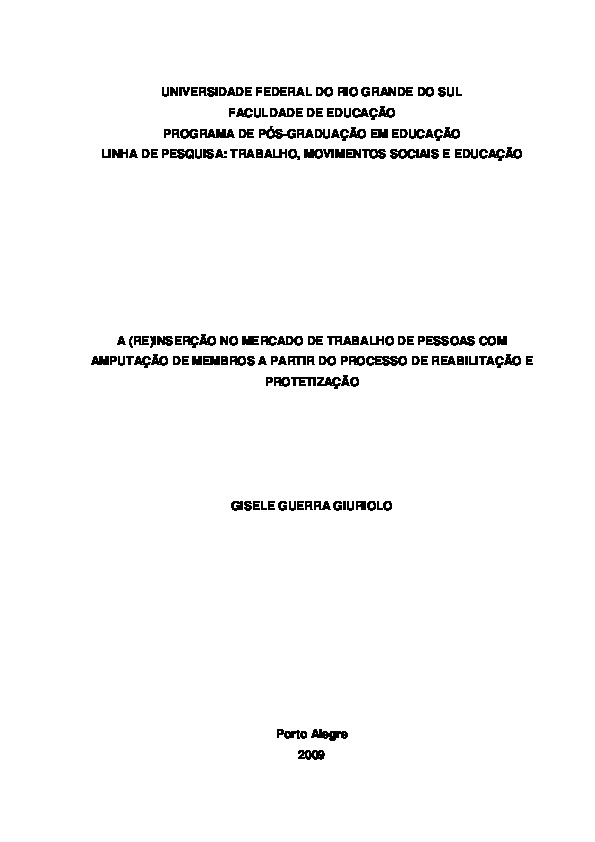 UNIVERSIDADE FEDERAL DO RIO GRANDE DO SUL
FACULDADE DE EDUCAÇÃO
PROGRAMA DE PÓS-GRADUAÇÃO EM EDUCAÇÃO
LINHA DE PESQUISA: TRABALHO, MOVIMENTOS SOCIAIS E EDUCAÇÃO
A (RE)INSERÇÃO NO MERCADO DE TRABALHO DE PESSOAS COM
AMPUTAÇÃO DE MEMBROS A PARTIR DO PROCESSO DE REABILITAÇÃO E
PROTETIZAÇÃO
GISELE GUERRA GIURIOLO
Porto Alegre
2009